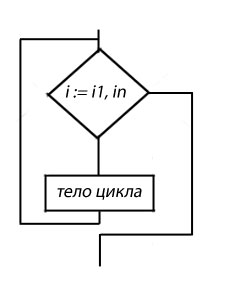 i := i1, in
тело цикла